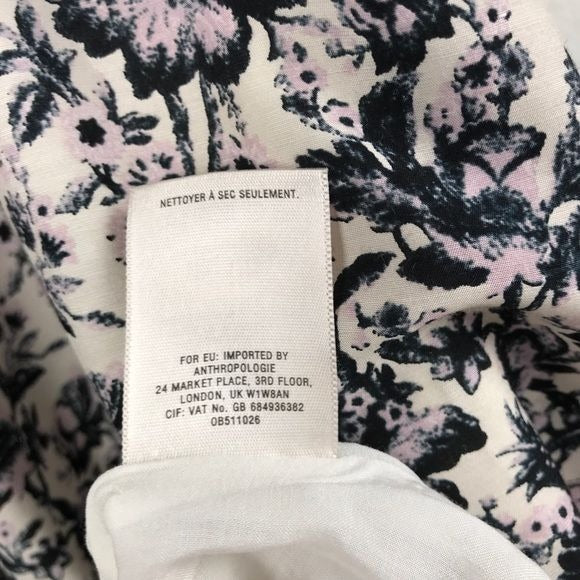 NETTOYER À SEC SEULEMENT.
FOR EU: IMPORTED BY
ANTHROPOLOGIE
24 MARKET PLACE, 3RD FLOOR,
LONDON, UK W1W8AN
CIF: VAT No. GB 684936382
OB511026